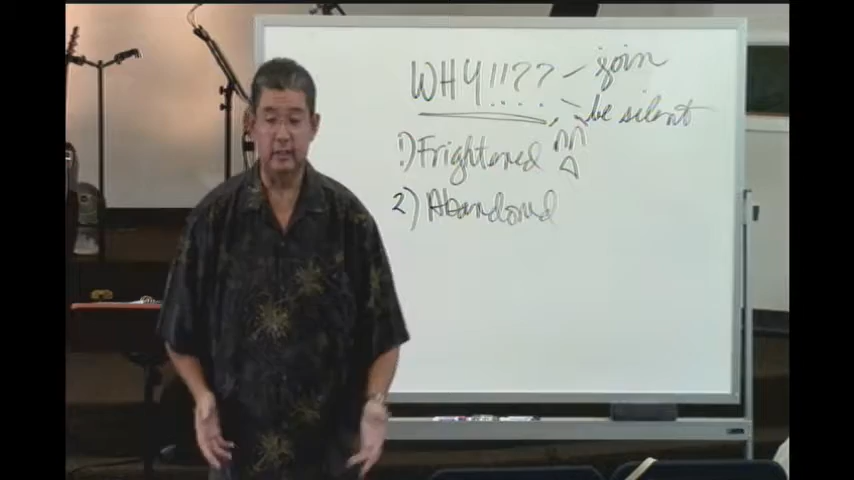 WHY!!?? - join
- be silent
1) Frightened
2) Abandoned